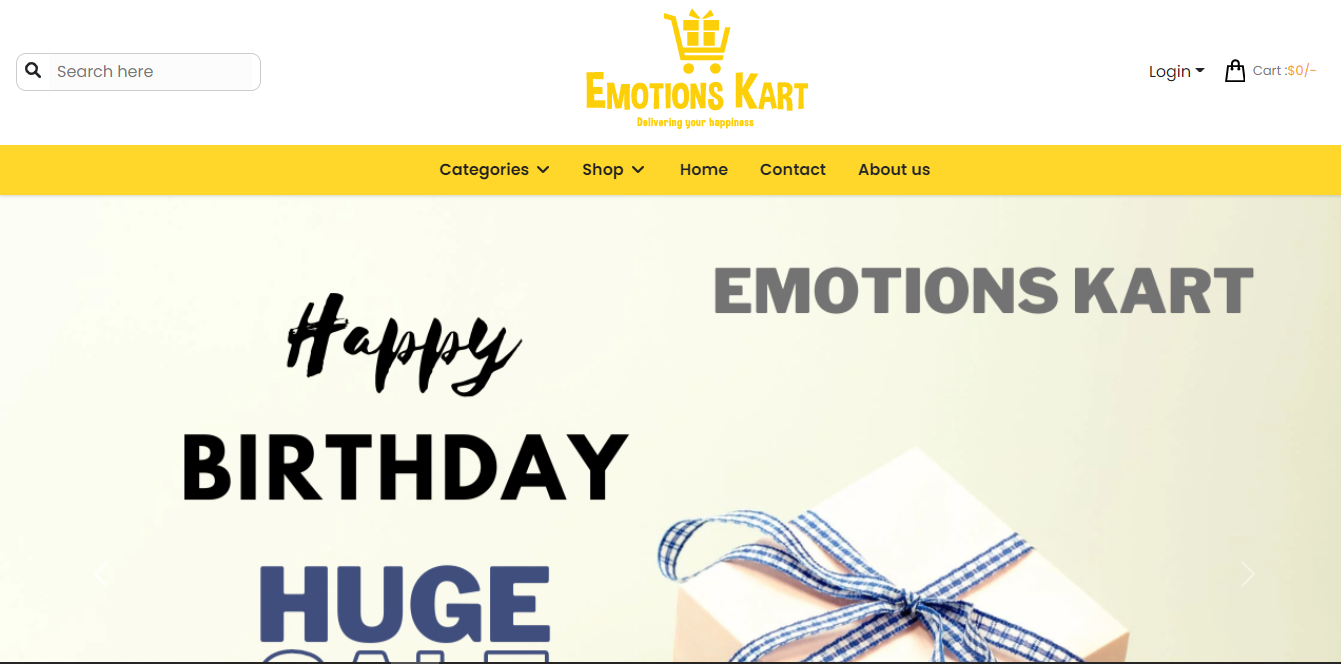 Search here
EMOTIONS KART
Delivering your happiness
Login
Cart :$0/-
Categories
Shop
Home
Contact
About us
EMOTIONS KART
Happy
BIRTHDAY
HUGE